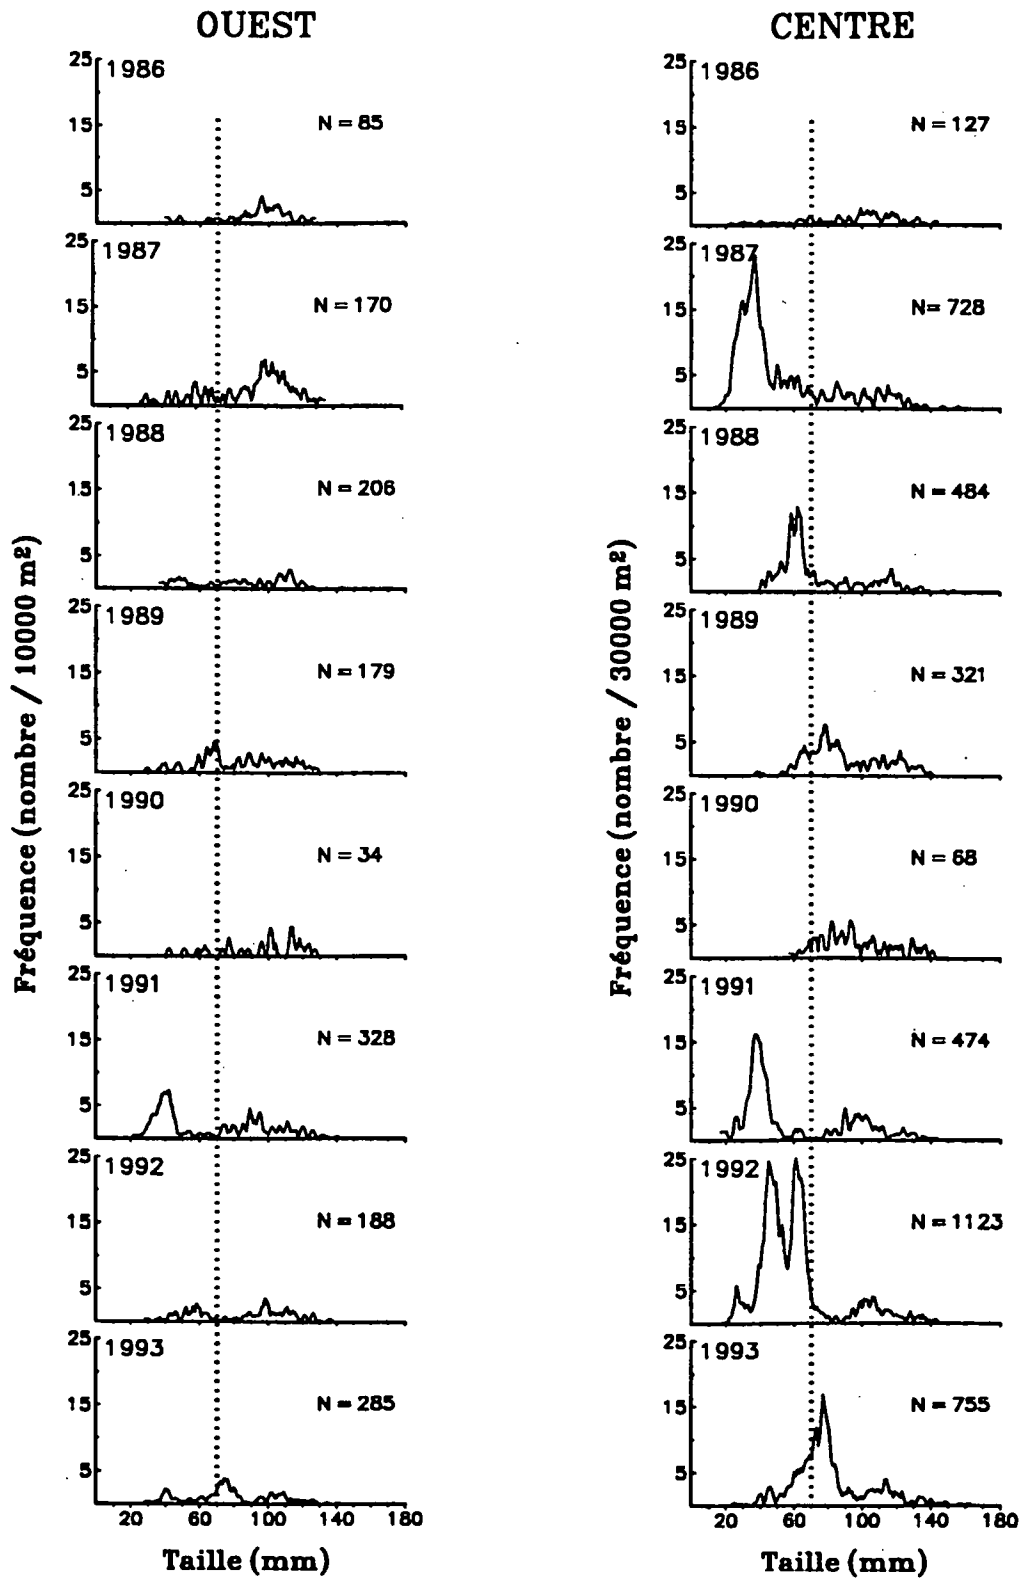 OUEST
25
1986
15
N = 85
5
25
1987
15
N = 170
5
25
1988
15
N = 206
5
25
1989
15
N = 179
5
25
1990
15
N = 34
5
25
1991
15
N = 328
5
25
1992
15
N = 188
5
25
1993
15
N = 285
5
20 60 100 140 180
Taille (mm)
Fréquence (nombre / 10000 m²)
CENTRE
25
1986
15
N = 127
5
25
1987
15
N = 728
5
25
1988
15
N = 484
5
25
1989
15
N = 321
5
25
1990
15
N = 68
5
25
1991
15
N = 474
5
25
1992
15
N = 1123
5
25
1993
15
N = 755
5
20 60 100 140 180
Taille (mm)
Fréquence (nombre / 30000 m²)